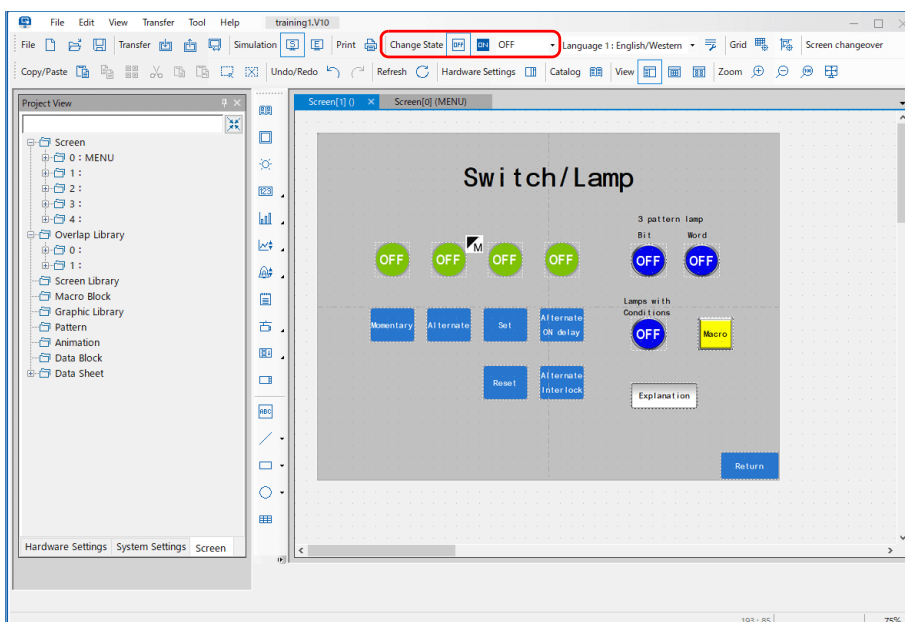 File Edit View Transfer Tool Help training1.V10
File Transfer Simulation Print Change State OFF ON OFF Language 1 : English/Western Grid Screen changeover
Copy/Paste Undo/Redo Refresh Hardware Settings Catalog View Zoom
Project View
Screen[1] () × Screen[0] (MENU)
Screen
0 : MENU
1 :
2 :
3 :
4 :
Overlap Library
0 :
1 :
Screen Library
Macro Block
Graphic Library
Pattern
Animation
Data Block
Data Sheet
Hardware Settings System Settings Screen
123
ABC
Switch/Lamp
3 pattern lamp
Bit Word
M
OFF OFF OFF OFF OFF OFF
Lamps with
Conditions
Momentary Alternate Set Alternate
ON delay
OFF Macro
Reset Alternate
Interlock
Explanation
Return
193 : 85 75%